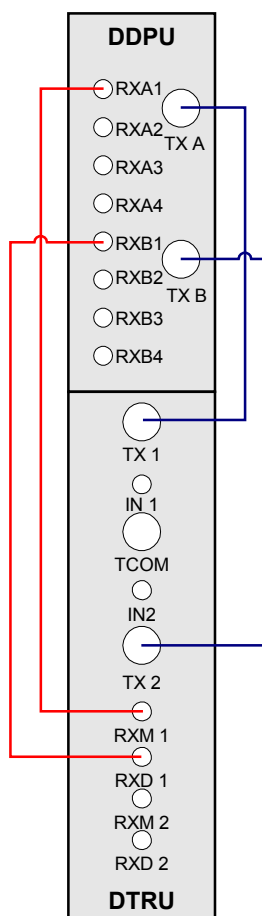 DDPU
RXA1
RXA2
TX A
RXA3
RXA4
RXB1
RXB2
TX B
RXB3
RXB4
TX 1
IN 1
TCOM
IN2
TX 2
RXM 1
RXD 1
RXM 2
RXD 2
DTRU